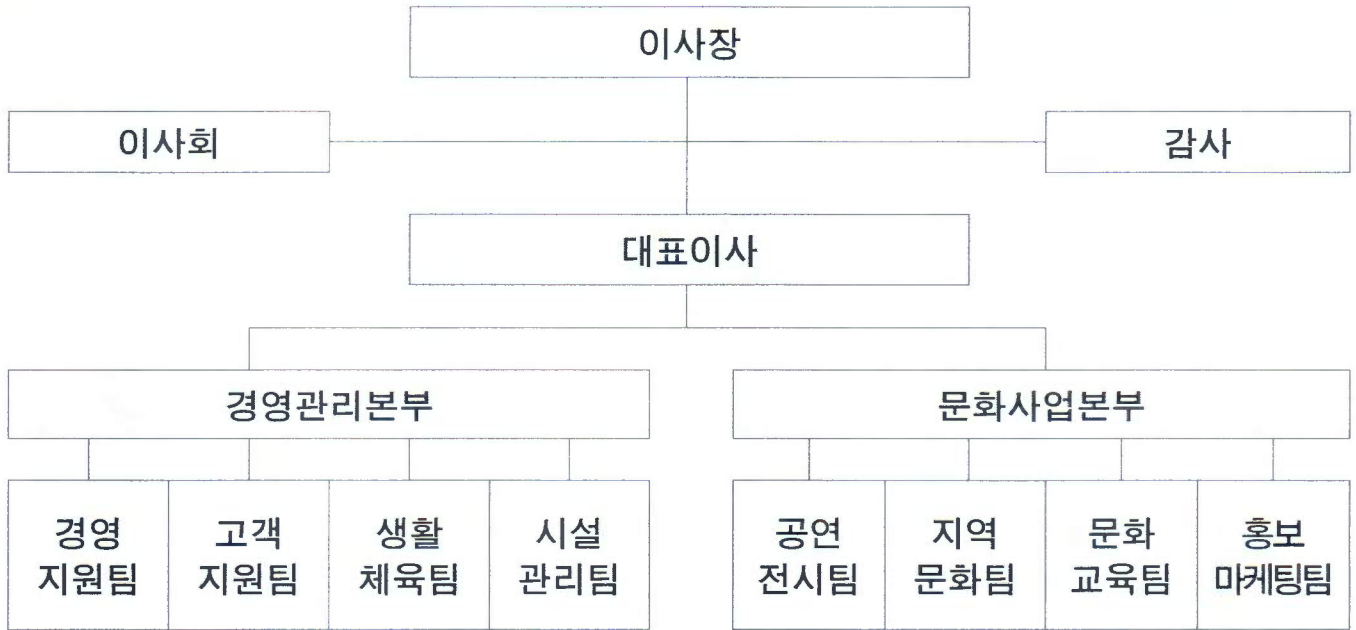 이사장
이사회
감사
대표이사
경영관리본부
문화사업본부
경영
지원팀
고객
지원팀
생활
체육팀
시설
관리팀
공연
전시팀
지역
문화팀
문화
교육팀
홍보
마케팅팀